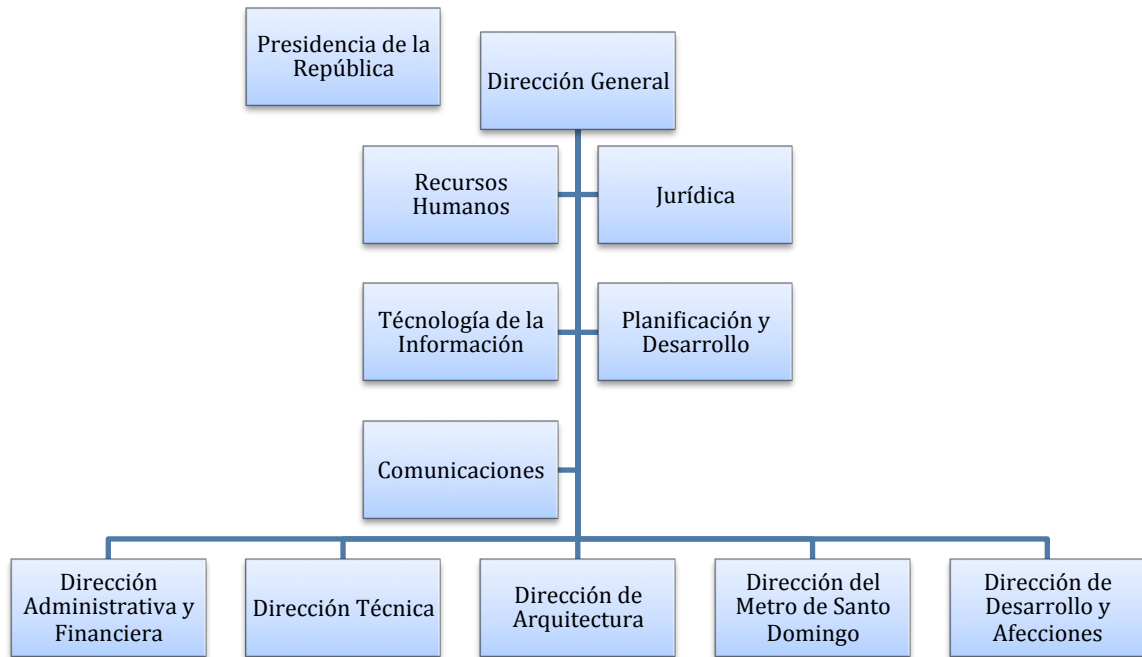 Presidencia de la
República
Dirección General
Recursos
Humanos
Jurídica
Técnología de la
Información
Planificación y
Desarrollo
Comunicaciones
Dirección
Administrativa y
Financiera
Dirección Técnica
Dirección de
Arquitectura
Dirección del
Metro de Santo
Domingo
Dirección de
Desarrollo y
Afecciones